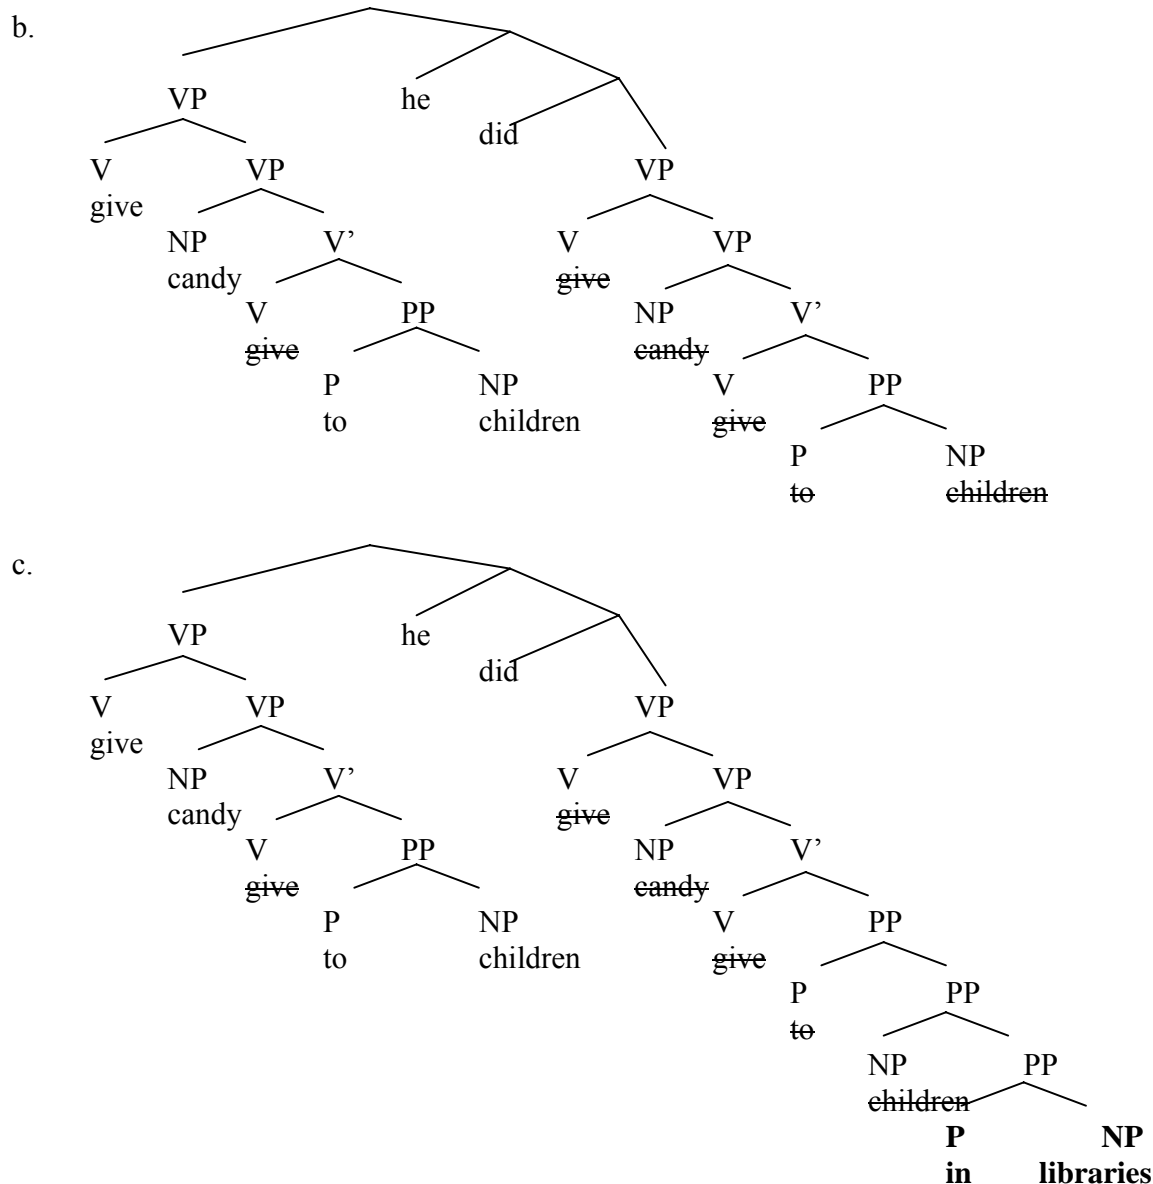 b.
he
VP
did
V VP VP
give
NP V’ V VP
candy give
V PP NP V’
give candy
P NP V PP
to children give
P NP
to children
c.
he
VP
did
V VP VP
give
NP V’ V VP
candy give
V PP NP V’
give candy
P NP V PP
to children give
P PP
to
NP PP
children
P NP
in libraries